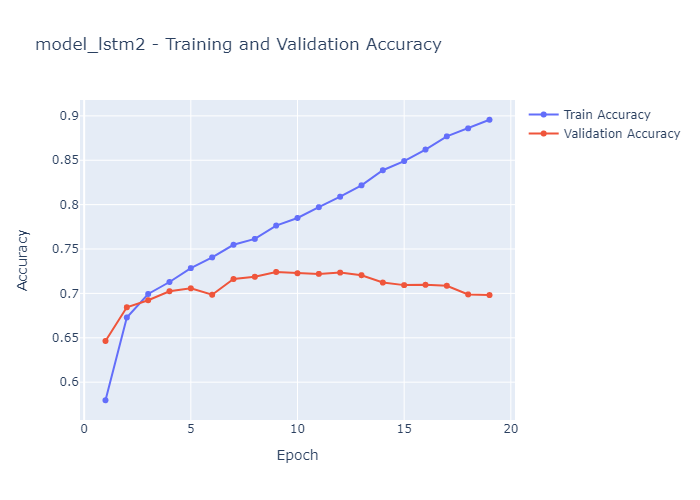 model_lstm2 - Training and Validation Accuracy
Train Accuracy
Validation Accuracy
Accuracy
0.9
0.85
0.8
0.75
0.7
0.65
0.6
0 5 10 15 20
Epoch